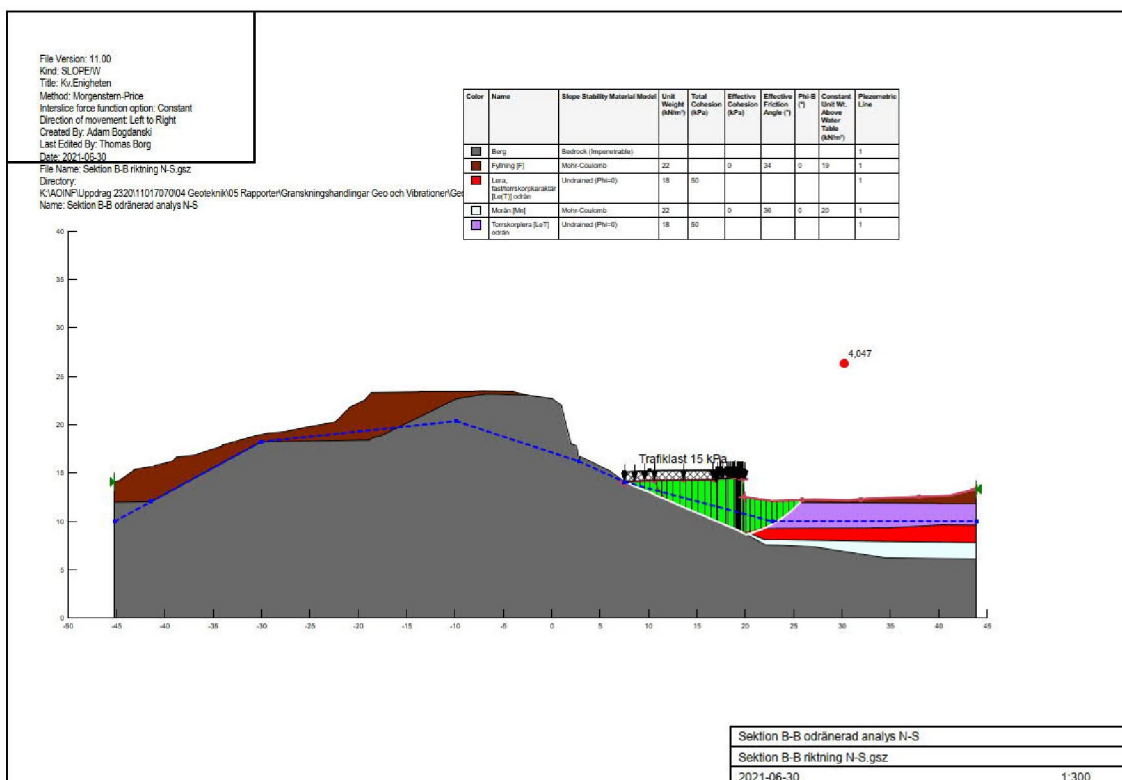 File Version: 11.00
Kind: SLOPE/W
Title: Kv.Enigheten
Method: Morgenstern-Price
Interslice force function option: Constant
Direction of movement: Left to Right
Created By: Adam Bogdanski
Last Edited By: Thomas Borg
Date: 2021-06-30
File Name: Sektion B-B riktning N-S.gsz
Directory:
K:\AO\INF\Uppdrag 2320\11017070\04 Geoteknik\05 Rapporter\Granskningshandlingar Geo och Vibrationer\Geo
Name: Sektion B-B odränerad analys N-S
Color Name Slope Stability Material Model Unit Weight (kN/m³) Total Cohesion (kPa) Effective Cohesion (kPa) Effective Friction Angle (°) Phi-B (°) Constant Unit Wt. Above Water Table (kN/m³) Piezometric Line
Berg Bedrock (Impenetrable) 1
Fyllning [F] Mohr-Coulomb 22 0 34 0 19 1
Lera, fast/torrskorpkaraktär [Le(T)] odrän Undrained (Phi=0) 18 50 1
Morän [Mn] Mohr-Coulomb 22 0 36 0 20 1
Torrskorplera [LeT] odrän Undrained (Phi=0) 18 50 1
40
35
30
25
20
15
10
5
0
4,047
Trafiklast 15 kPa
-50 -45 -40 -35 -30 -25 -20 -15 -10 -5 0 5 10 15 20 25 30 35 40 45
Sektion B-B odränerad analys N-S
Sektion B-B riktning N-S.gsz
2021-06-30 1:300